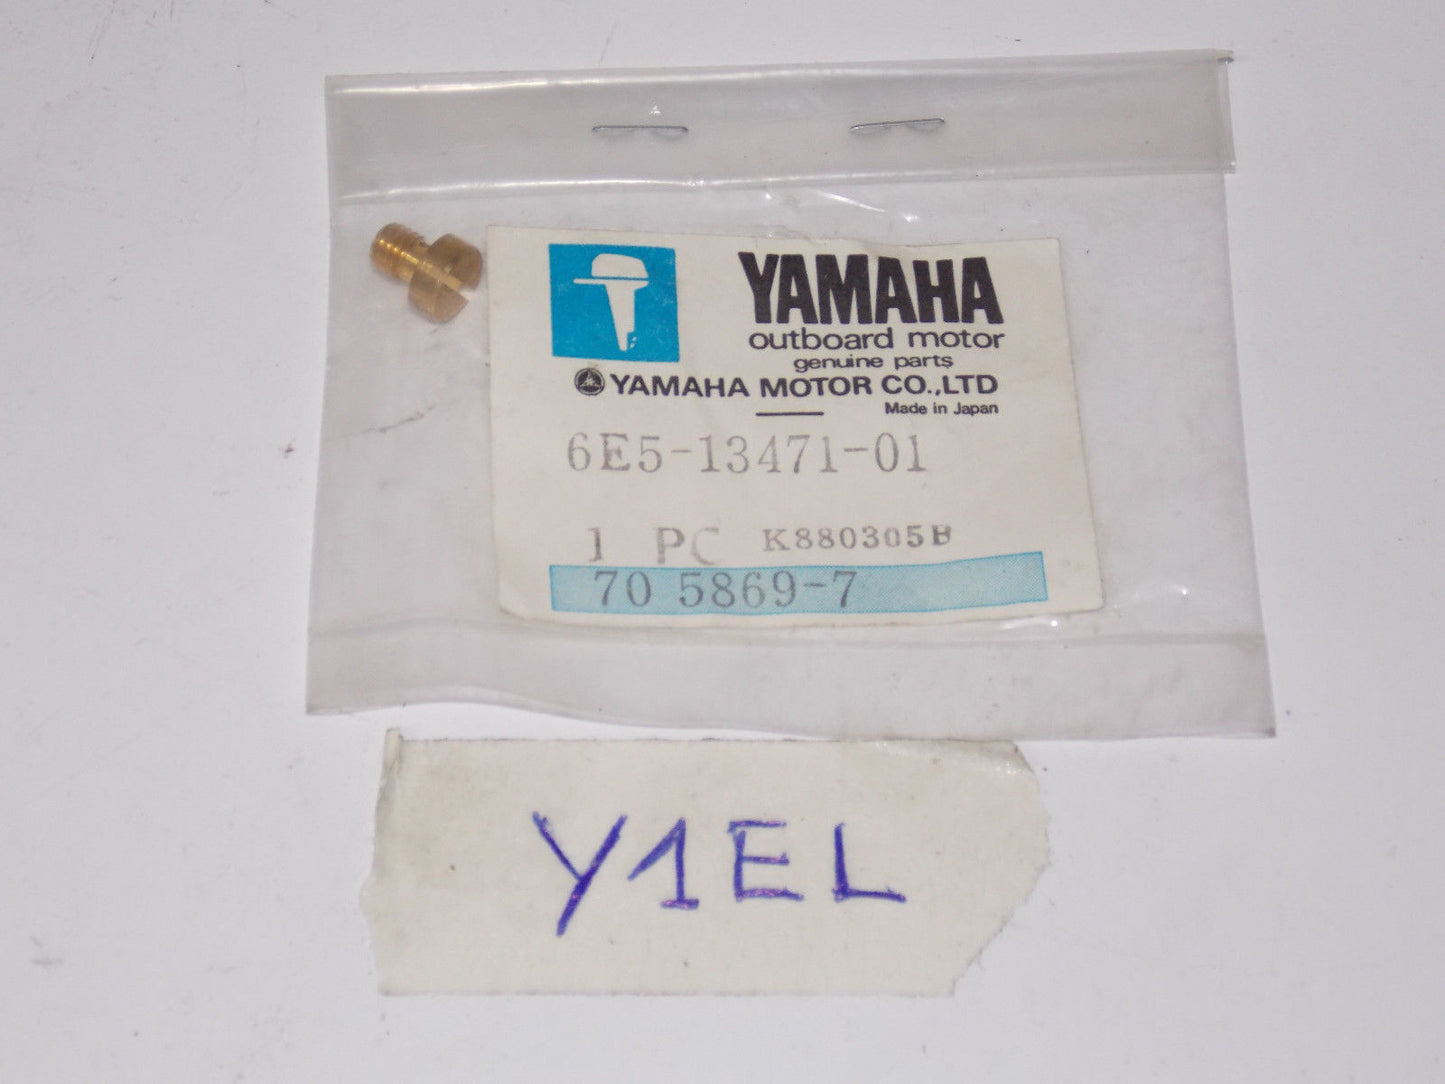 YAMAHA
outboard motor
genuine parts
YAMAHA MOTOR CO.,LTD
Made in Japan
6E5-13471-01
1 PC K880305B
70 5869-7
Y1EL